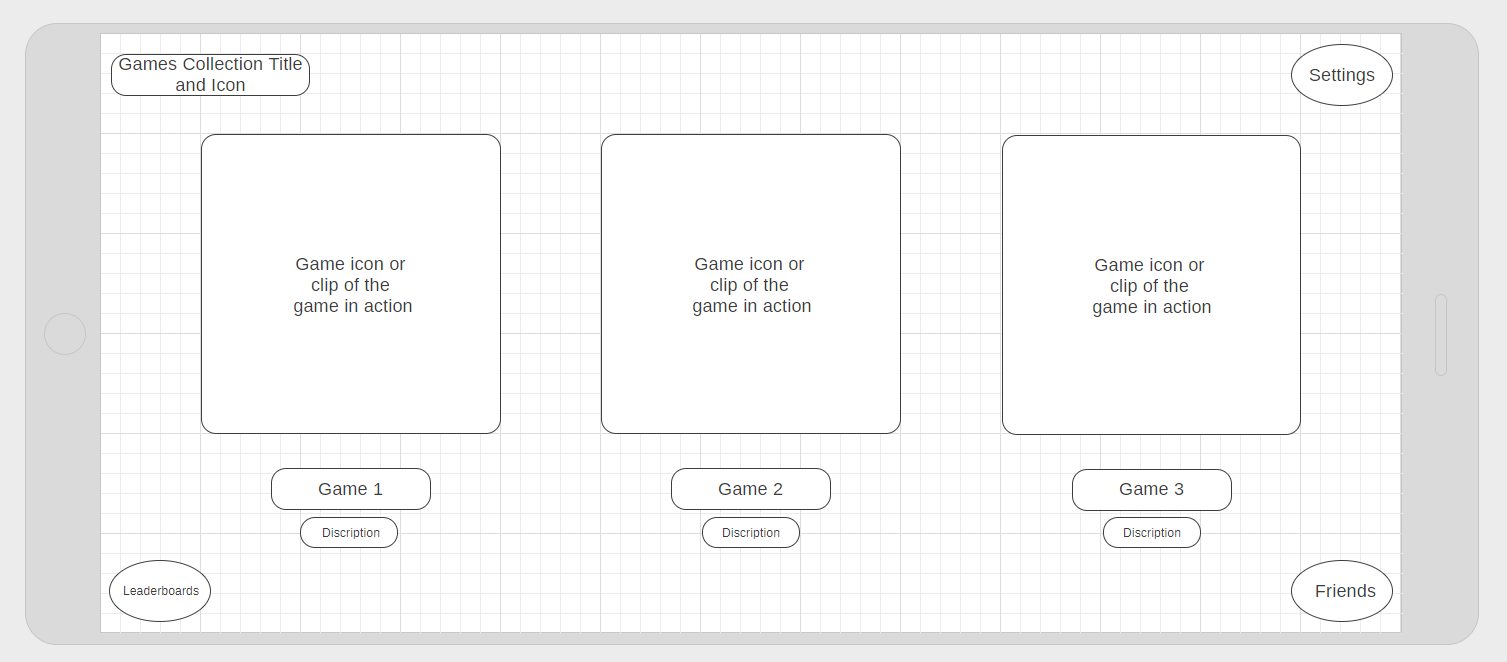 Games Collection Title
and Icon
Settings
Game icon or
clip of the
game in action
Game icon or
clip of the
game in action
Game icon or
clip of the
game in action
Game 1
Game 2
Game 3
Discription
Discription
Discription
Leaderboards
Friends